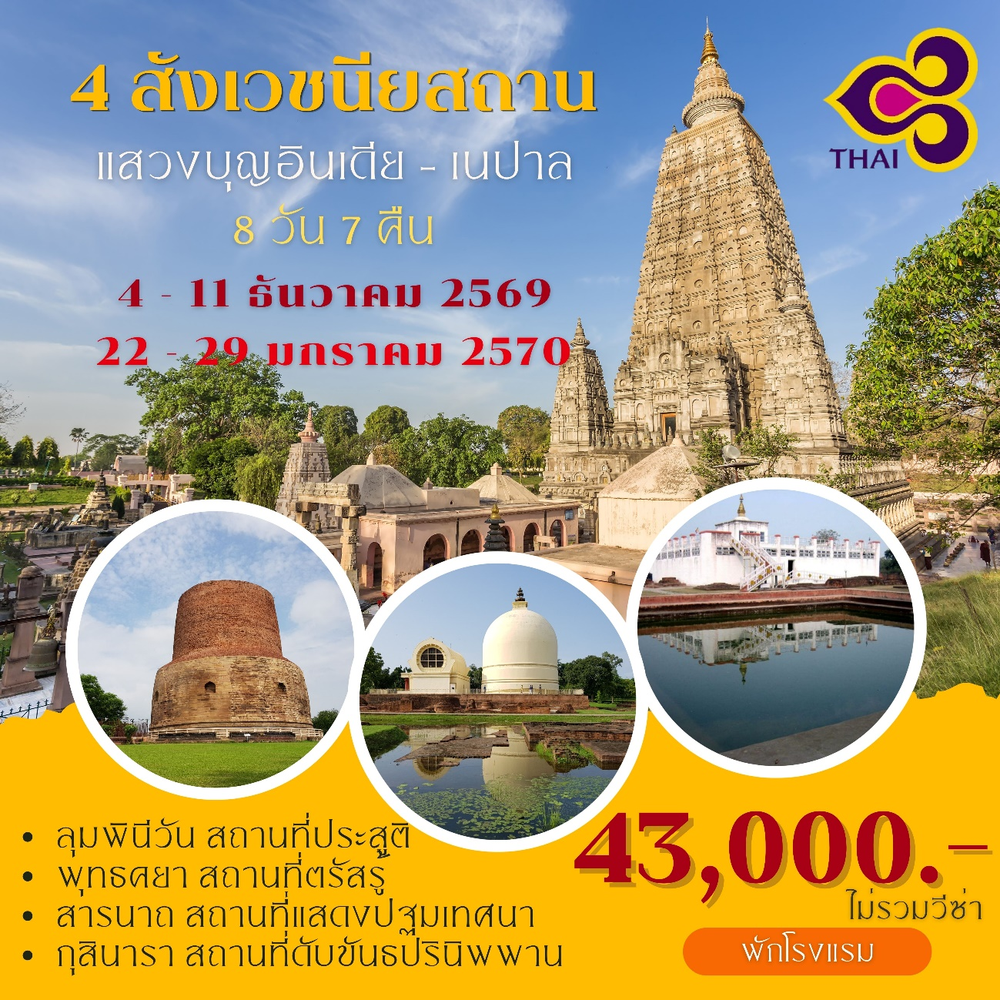 4 สังเวชนียสถาน
THAI
แสวงบุญอินเดีย - เนปาล
8 วัน 7 คืน
4 - 11 ธันวาคม 2569
22 - 29 มกราคม 2570
• ลุมพินีวัน สถานที่ประสูติ
• พุทธคยา สถานที่ตรัสรู้
• สารนาถ สถานที่แสดงปฐมเทศนา
• กุสินารา สถานที่ดับขันธปรินิพพาน
43,000.-
ไม่รวมวีซ่า
พักโรงแรม